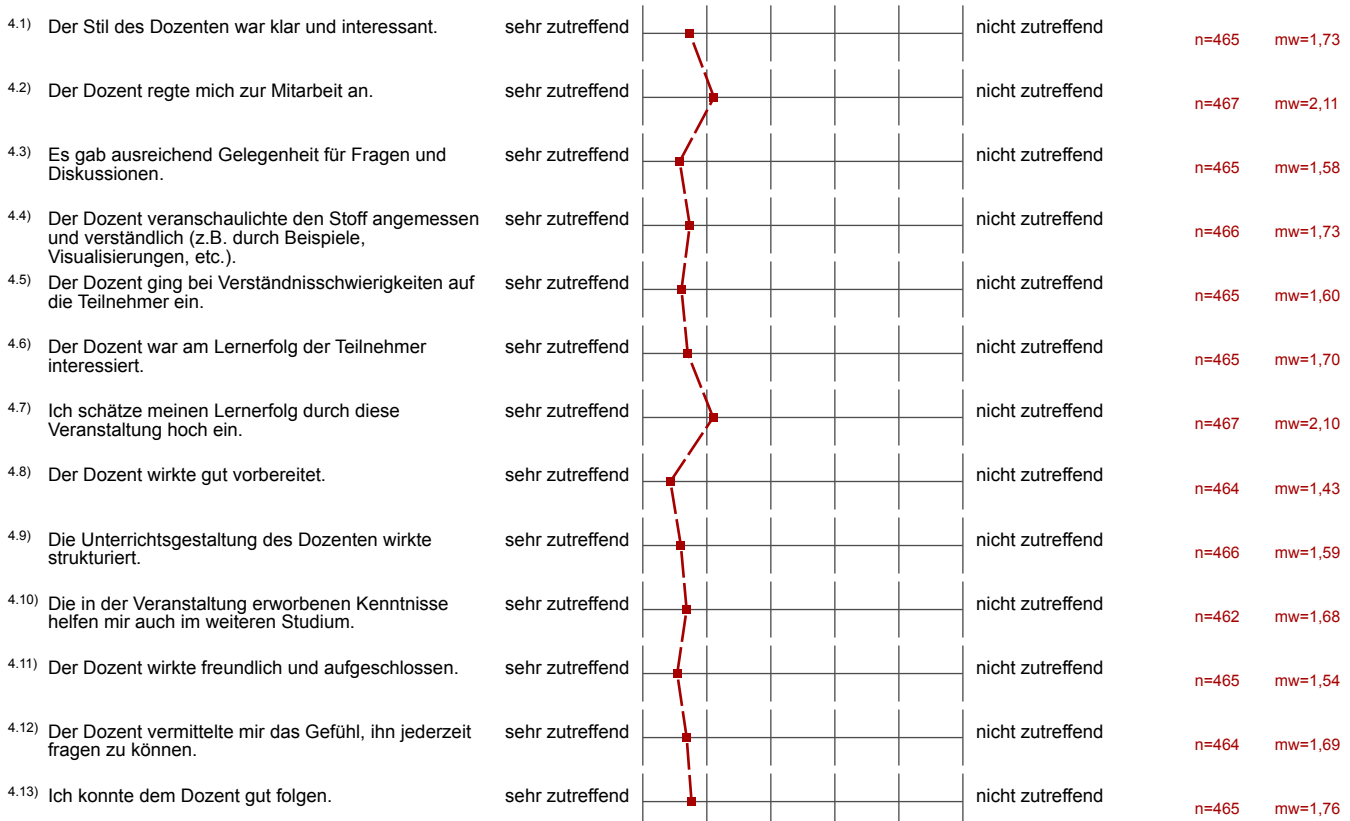 4.1) Der Stil des Dozenten war klar und interessant. sehr zutreffend nicht zutreffend n=465 mw=1,73
4.2) Der Dozent regte mich zur Mitarbeit an. sehr zutreffend nicht zutreffend n=467 mw=2,11
4.3) Es gab ausreichend Gelegenheit für Fragen und sehr zutreffend nicht zutreffend n=465 mw=1,58
Diskussionen.
4.4) Der Dozent veranschaulichte den Stoff angemessen sehr zutreffend nicht zutreffend n=466 mw=1,73
und verständlich (z.B. durch Beispiele,
Visualisierungen, etc.).
4.5) Der Dozent ging bei Verständnisschwierigkeiten auf sehr zutreffend nicht zutreffend n=465 mw=1,60
die Teilnehmer ein.
4.6) Der Dozent war am Lernerfolg der Teilnehmer sehr zutreffend nicht zutreffend n=465 mw=1,70
interessiert.
4.7) Ich schätze meinen Lernerfolg durch diese sehr zutreffend nicht zutreffend n=467 mw=2,10
Veranstaltung hoch ein.
4.8) Der Dozent wirkte gut vorbereitet. sehr zutreffend nicht zutreffend n=464 mw=1,43
4.9) Die Unterrichtsgestaltung des Dozenten wirkte sehr zutreffend nicht zutreffend n=466 mw=1,59
strukturiert.
4.10) Die in der Veranstaltung erworbenen Kenntnisse sehr zutreffend nicht zutreffend n=462 mw=1,68
helfen mir auch im weiteren Studium.
4.11) Der Dozent wirkte freundlich und aufgeschlossen. sehr zutreffend nicht zutreffend n=465 mw=1,54
4.12) Der Dozent vermittelte mir das Gefühl, ihn jederzeit sehr zutreffend nicht zutreffend n=464 mw=1,69
fragen zu können.
4.13) Ich konnte dem Dozent gut folgen. sehr zutreffend nicht zutreffend n=465 mw=1,76